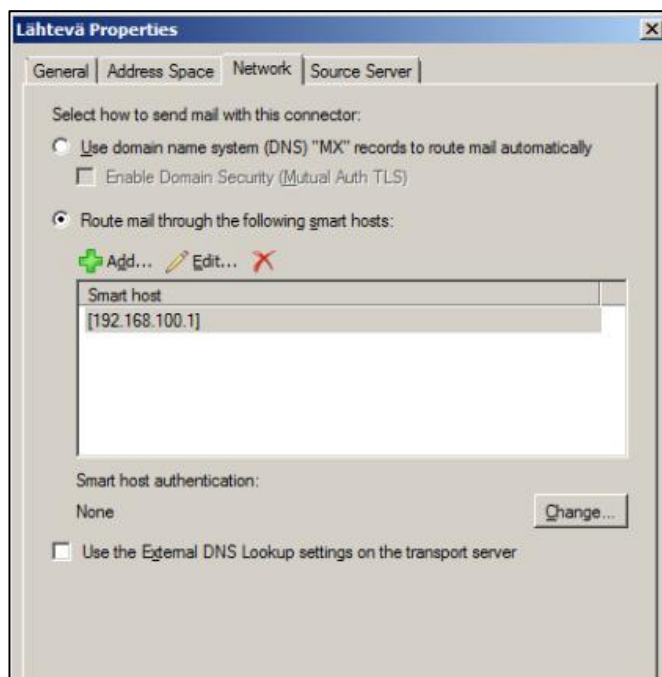 Lähtevä Properties
General Address Space Network Source Server
Select how to send mail with this connector:
Use domain name system (DNS) "MX" records to route mail automatically
Enable Domain Security (Mutual Auth TLS)
Route mail through the following smart hosts:
Add... Edit...
Smart host
[192.168.100.1]
Smart host authentication:
None Change...
Use the External DNS Lookup settings on the transport server